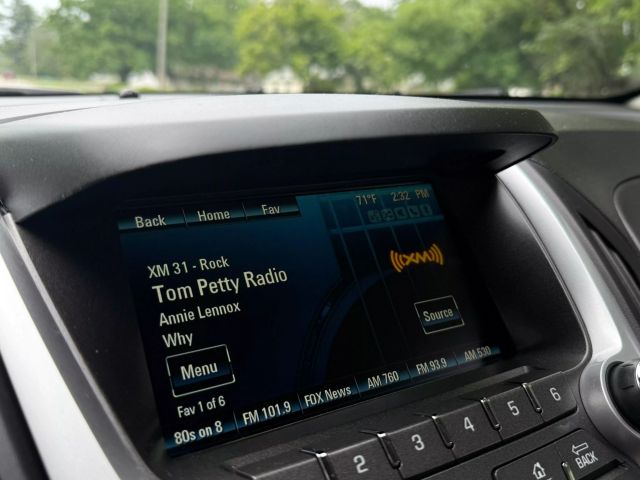 Back Home Fav
71°F 2:32 PM
XM 31 - Rock
Tom Petty Radio
Annie Lennox
Why
((XM))
Source
Menu
Fav 1 of 6
80s on 8 FM 101.9 FOX News AM 760 FM 93.9 AM 530
2 3 4 5 6
BACK